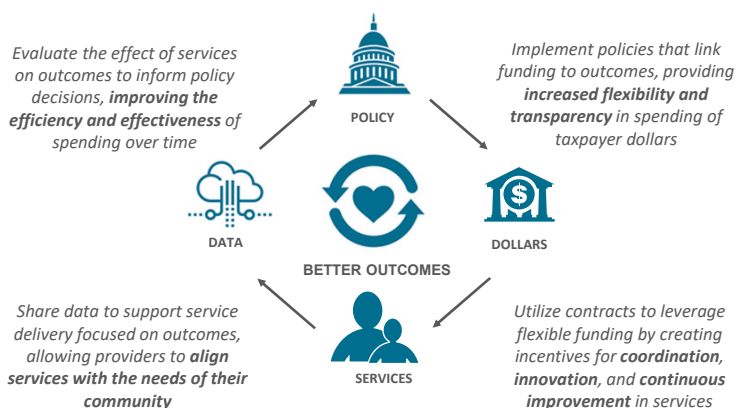 Evaluate the effect of services
on outcomes to inform policy
decisions, improving the
efficiency and effectiveness of
spending over time
POLICY
Implement policies that link
funding to outcomes, providing
increased flexibility and
transparency in spending of
taxpayer dollars
DATA
$
DOLLARS
BETTER OUTCOMES
Share data to support service
delivery focused on outcomes,
allowing providers to align
services with the needs of their
community
SERVICES
Utilize contracts to leverage
flexible funding by creating
incentives for coordination,
innovation, and continuous
improvement in services